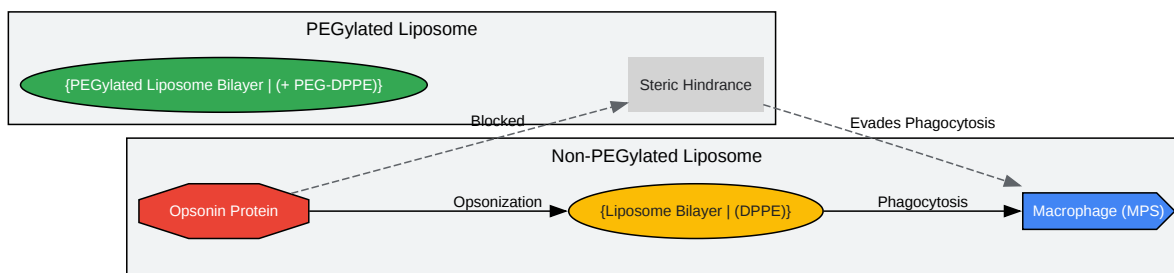 PEGylated Liposome
{PEGylated Liposome Bilayer | (+ PEG-DPPE)}
Steric Hindrance
Blocked
Evades Phagocytosis
Non-PEGylated Liposome
Opsonin Protein
Opsonization
{Liposome Bilayer | (DPPE)}
Phagocytosis
Macrophage (MPS)